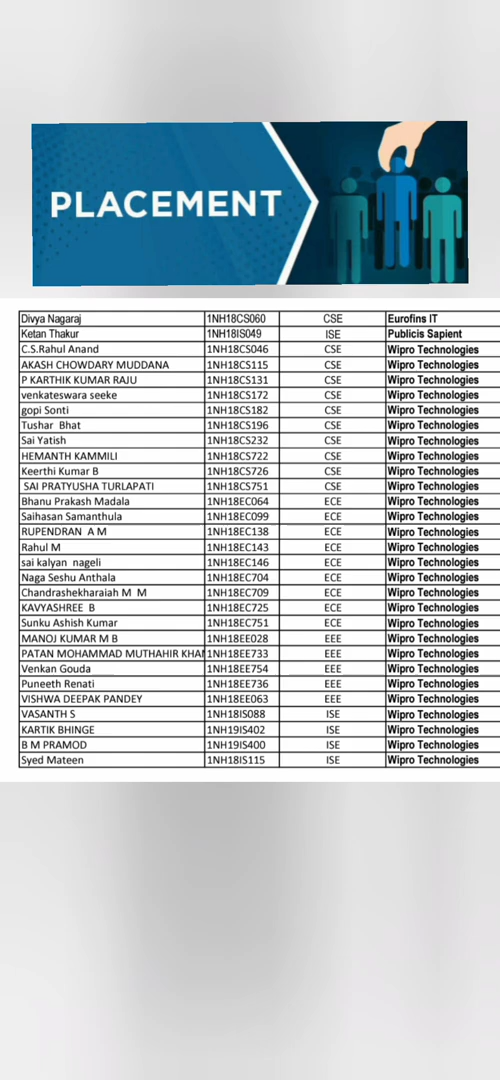 PLACEMENT
Divya Nagaraj 1NH18CS060 CSE Eurofins IT
Ketan Thakur 1NH18IS049 ISE Publicis Sapient
C.S.Rahul Anand 1NH18CS046 CSE Wipro Technologies
AKASH CHOWDARY MUDDANA 1NH18CS115 CSE Wipro Technologies
P KARTHIK KUMAR RAJU 1NH18CS131 CSE Wipro Technologies
venkateswara seeke 1NH18CS172 CSE Wipro Technologies
gopi Sonti 1NH18CS182 CSE Wipro Technologies
Tushar Bhat 1NH18CS196 CSE Wipro Technologies
Sai Yatish 1NH18CS232 CSE Wipro Technologies
HEMANTH KAMMILI 1NH18CS722 CSE Wipro Technologies
Keerthi Kumar B 1NH18CS726 CSE Wipro Technologies
SAI PRATYUSHA TURLAPATI 1NH18CS751 CSE Wipro Technologies
Bhanu Prakash Madala 1NH18EC064 ECE Wipro Technologies
Saihasan Samanthula 1NH18EC099 ECE Wipro Technologies
RUPENDRAN A M 1NH18EC138 ECE Wipro Technologies
Rahul M 1NH18EC143 ECE Wipro Technologies
sai kalyan nageli 1NH18EC146 ECE Wipro Technologies
Naga Seshu Anthala 1NH18EC704 ECE Wipro Technologies
Chandrashekharaiah M M 1NH18EC709 ECE Wipro Technologies
KAVYASHREE B 1NH18EC725 ECE Wipro Technologies
Sunku Ashish Kumar 1NH18EC751 ECE Wipro Technologies
MANOJ KUMAR M B 1NH18EE028 EEE Wipro Technologies
PATAN MOHAMMAD MUTHAHIR KHAN 1NH18EE733 EEE Wipro Technologies
Venkan Gouda 1NH18EE754 EEE Wipro Technologies
Puneeth Renati 1NH18EE736 EEE Wipro Technologies
VISHWA DEEPAK PANDEY 1NH18EE063 EEE Wipro Technologies
VASANTH S 1NH18IS088 ISE Wipro Technologies
KARTIK BHINGE 1NH19IS402 ISE Wipro Technologies
B M PRAMOD 1NH19IS400 ISE Wipro Technologies
Syed Mateen 1NH18IS115 ISE Wipro Technologies